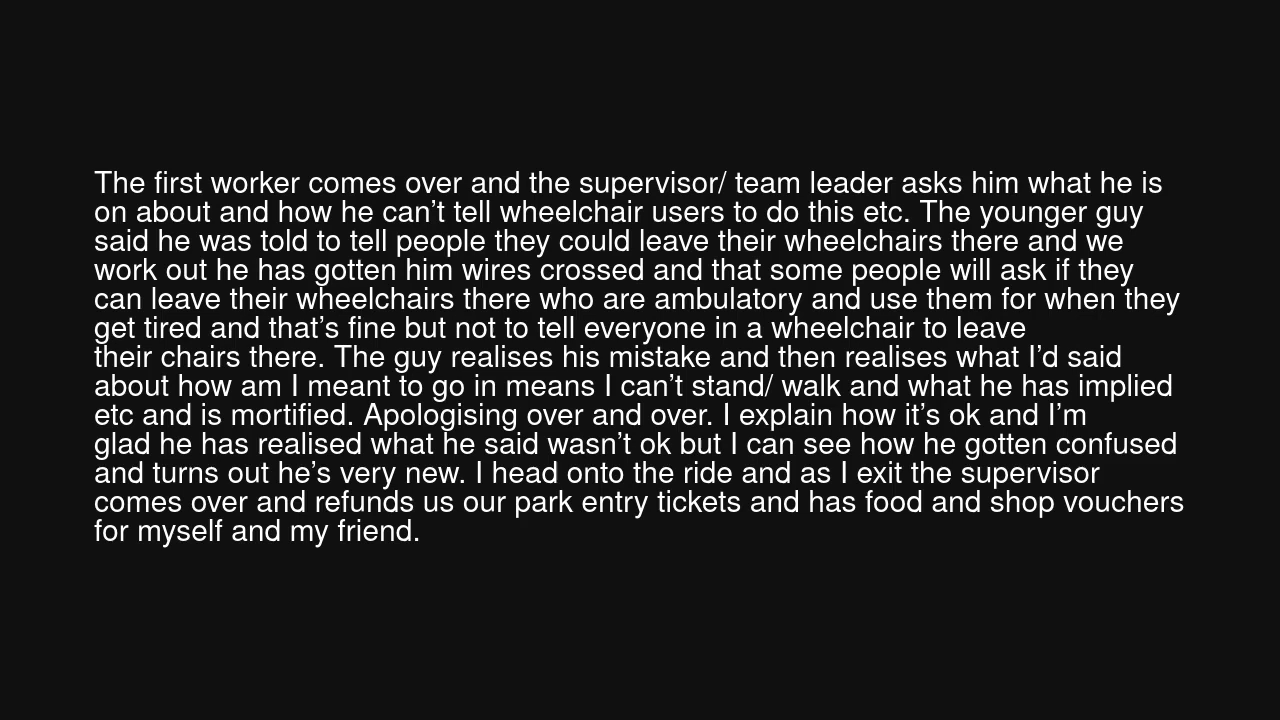 The first worker comes over and the supervisor/ team leader asks him what he is
on about and how he can’t tell wheelchair users to do this etc. The younger guy
said he was told to tell people they could leave their wheelchairs there and we
work out he has gotten him wires crossed and that some people will ask if they
can leave their wheelchairs there who are ambulatory and use them for when they
get tired and that’s fine but not to tell everyone in a wheelchair to leave
their chairs there. The guy realises his mistake and then realises what I’d said
about how am I meant to go in means I can’t stand/ walk and what he has implied
etc and is mortified. Apologising over and over. I explain how it’s ok and I’m
glad he has realised what he said wasn’t ok but I can see how he gotten confused
and turns out he’s very new. I head onto the ride and as I exit the supervisor
comes over and refunds us our park entry tickets and has food and shop vouchers
for myself and my friend.